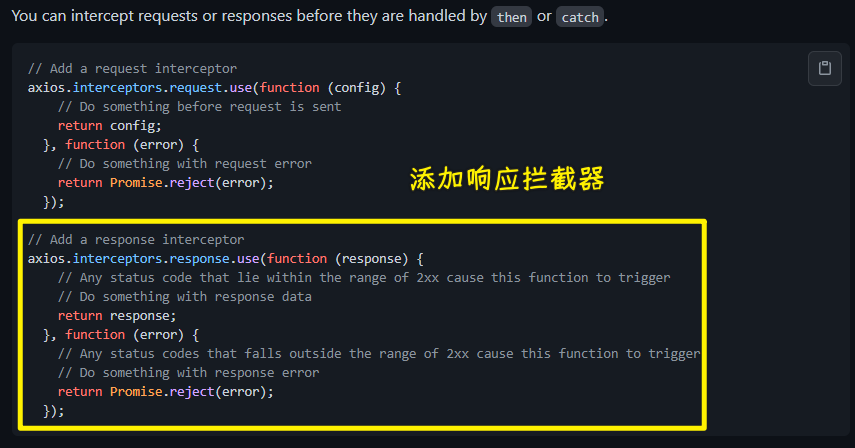 You can intercept requests or responses before they are handled by then or catch.
// Add a request interceptor
axios.interceptors.request.use(function (config) {
    // Do something before request is sent
    return config;
  }, function (error) {
    // Do something with request error
    return Promise.reject(error);
  });
添加响应拦截器
// Add a response interceptor
axios.interceptors.response.use(function (response) {
    // Any status code that lie within the range of 2xx cause this function to trigger
    // Do something with response data
    return response;
  }, function (error) {
    // Any status codes that falls outside the range of 2xx cause this function to trigger
    // Do something with response error
    return Promise.reject(error);
  });